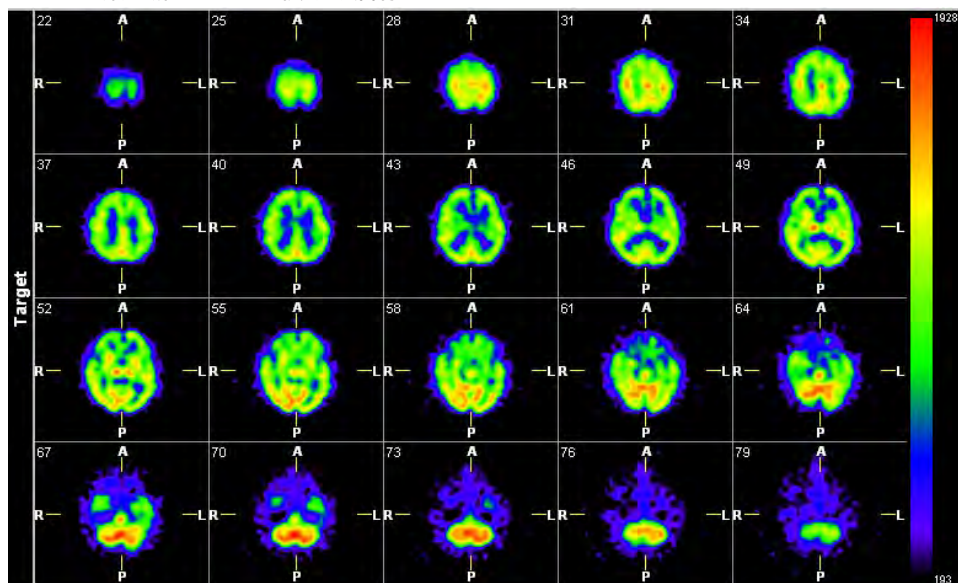 22 A 25 A 28 A 31 A 34 A 1928
R L R L R L R L R L
P P P P P
37 A 40 A 43 A 46 A 49 A
R L R L R L R L R L
P P P P P
Target
52 A 55 A 58 A 61 A 64 A
R L R L R L R L R L
P P P P P
67 A 70 A 73 A 76 A 79 A
R L R L R L R L R L
P P P P P
193